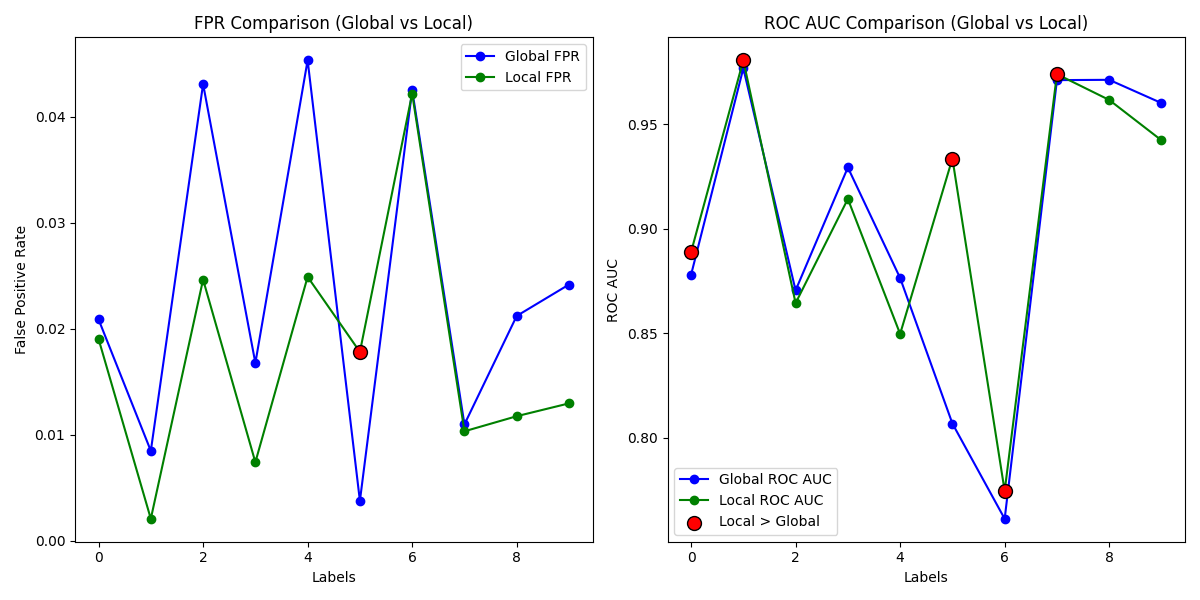 FPR Comparison (Global vs Local)
Global FPR
Local FPR
False Positive Rate
0.04
0.03
0.02
0.01
0.00
0 2 4 6 8
Labels
ROC AUC Comparison (Global vs Local)
ROC AUC
0.95
0.90
0.85
0.80
Global ROC AUC
Local ROC AUC
Local > Global
0 2 4 6 8
Labels